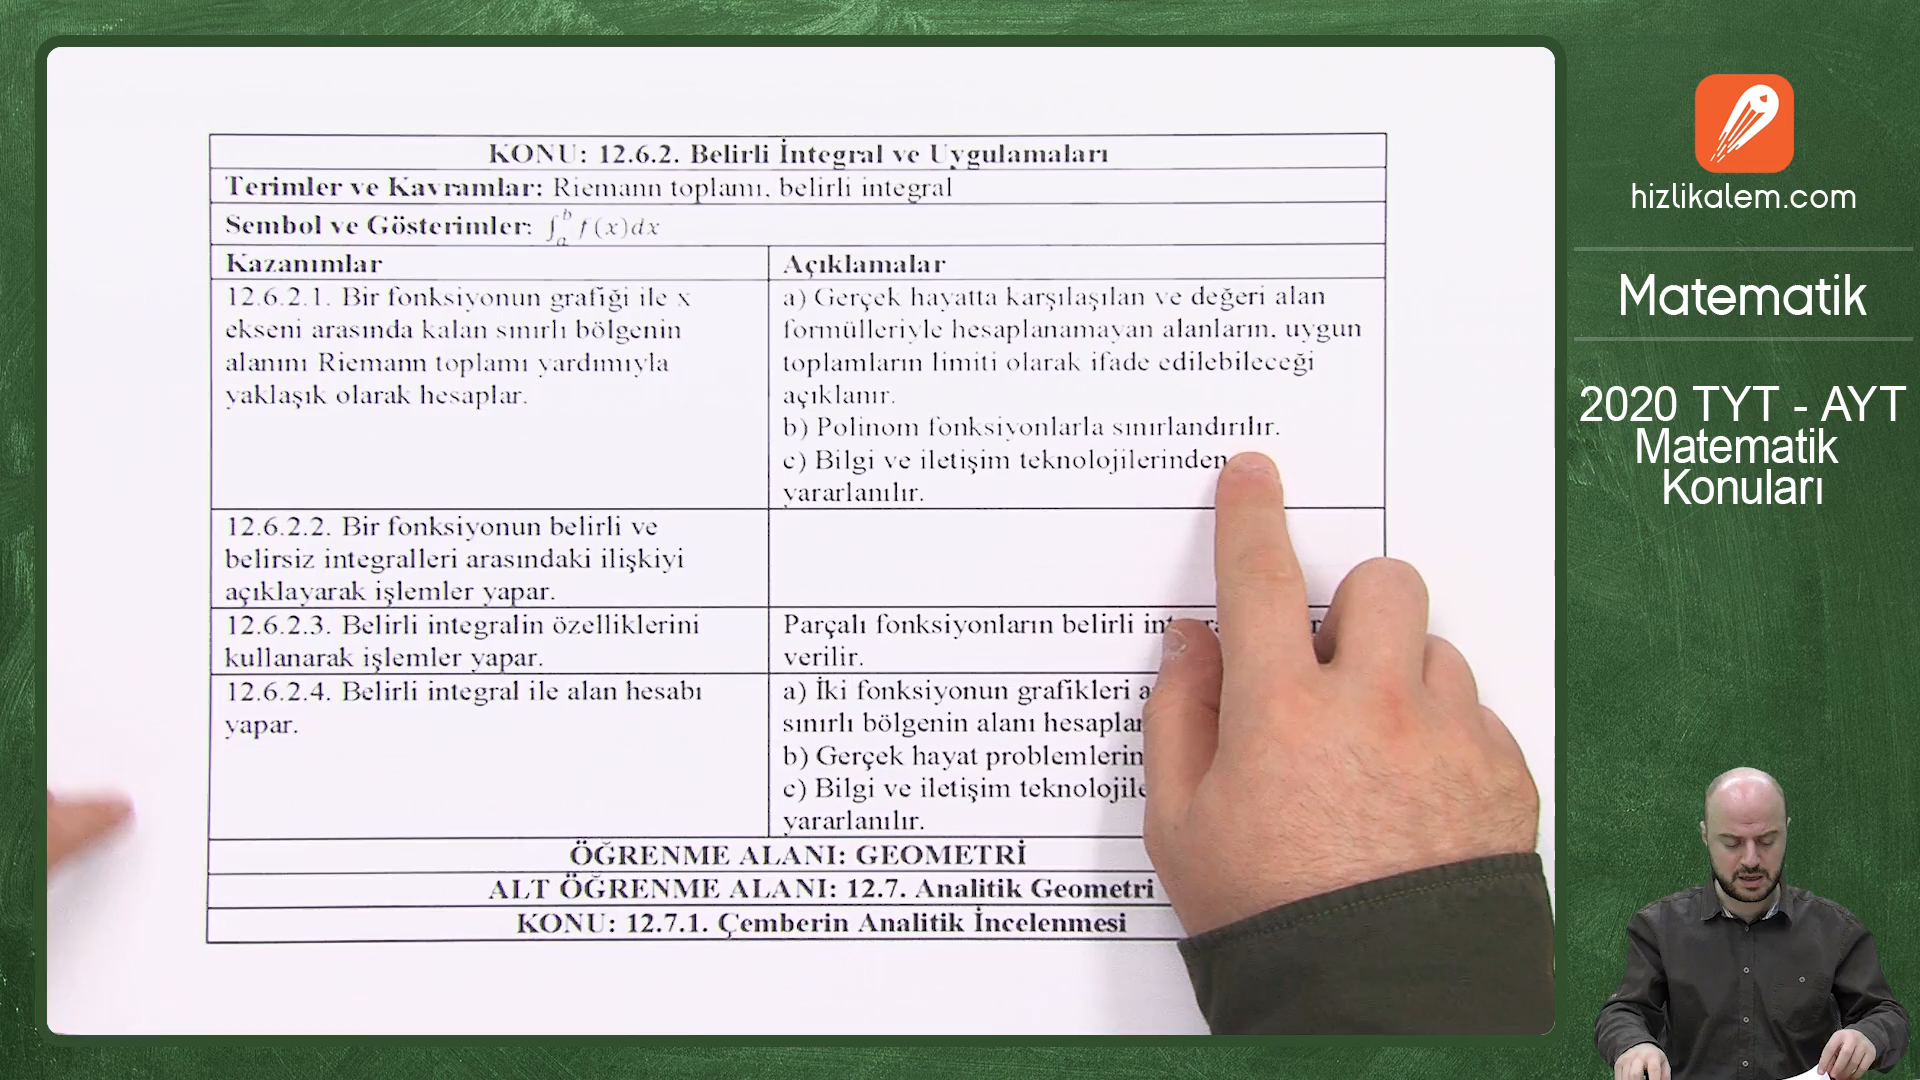 KONU: 12.6.2. Belirli İntegral ve Uygulamaları
Terimler ve Kavramlar: Riemann toplamı, belirli integral
Sembol ve Gösterimler: ∫ₐᵇ f(x)dx
Kazanımlar
Açıklamalar
12.6.2.1. Bir fonksiyonun grafiği ile x
ekseni arasında kalan sınırlı bölgenin
alanını Riemann toplamı yardımıyla
yaklaşık olarak hesaplar.
a) Gerçek hayatta karşılaşılan ve değeri alan
formülleriyle hesaplanamayan alanların, uygun
toplamların limiti olarak ifade edilebileceği
açıklanır.
b) Polinom fonksiyonlarla sınırlandırılır.
c) Bilgi ve iletişim teknolojilerinden
yararlanılır.
12.6.2.2. Bir fonksiyonun belirli ve
belirsiz integralleri arasındaki ilişkiyi
açıklayarak işlemler yapar.
12.6.2.3. Belirli integralin özelliklerini
kullanarak işlemler yapar.
Parçalı fonksiyonların belirli
verilir.
12.6.2.4. Belirli integral ile alan hesabı
yapar.
a) İki fonksiyonun grafikleri
sınırlı bölgenin alanı
b) Gerçek hayat
c) Bilgi ve iletişim
yararlanılır.
ÖĞRENME ALANI: GEOMETRİ
ALT ÖĞRENME ALANI: 12.7. Analitik Geometri
KONU: 12.7.1. Çemberin Analitik İncelenmesi
hizlikalem.com
Matematik
2020 TYT - AYT
Matematik
Konuları